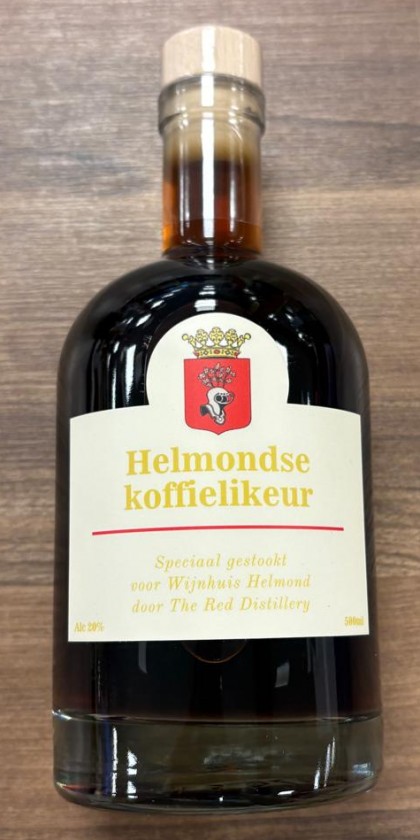 Helmondse
koffielikeur
Speciaal gestookt
voor Wijnhuis Helmond
door The Red Distillery
Alc 20%
500ml